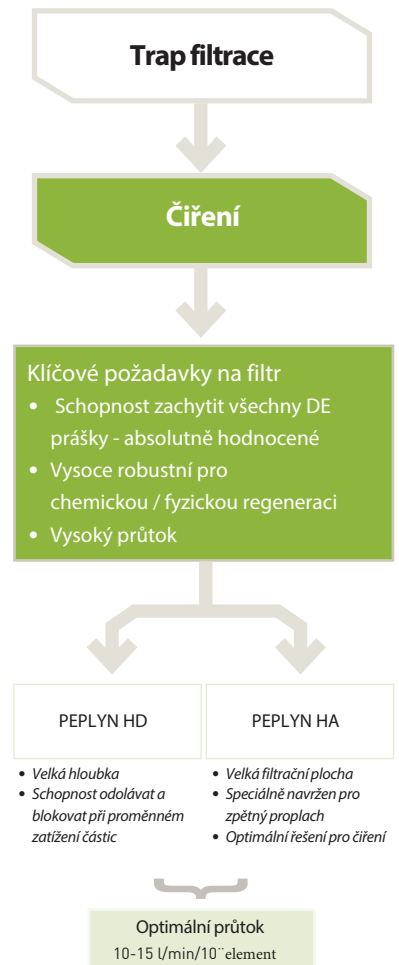 Trap filtrace
Čiření
Klíčové požadavky na filtr
• Schopnost zachytit všechny DE
prášky - absolutně hodnocené
• Vysoce robustní pro
chemickou / fyzickou regeneraci
• Vysoký průtok
PEPLYN HD
• Velká hloubka
• Schopnost odolávat a
blokovat při proměnném
zatížení částic
PEPLYN HA
• Velká filtrační plocha
• Speciálně navržen pro
zpětný proplach
• Optimální řešení pro čiření
Optimální průtok
10-15 l/min/10¨element